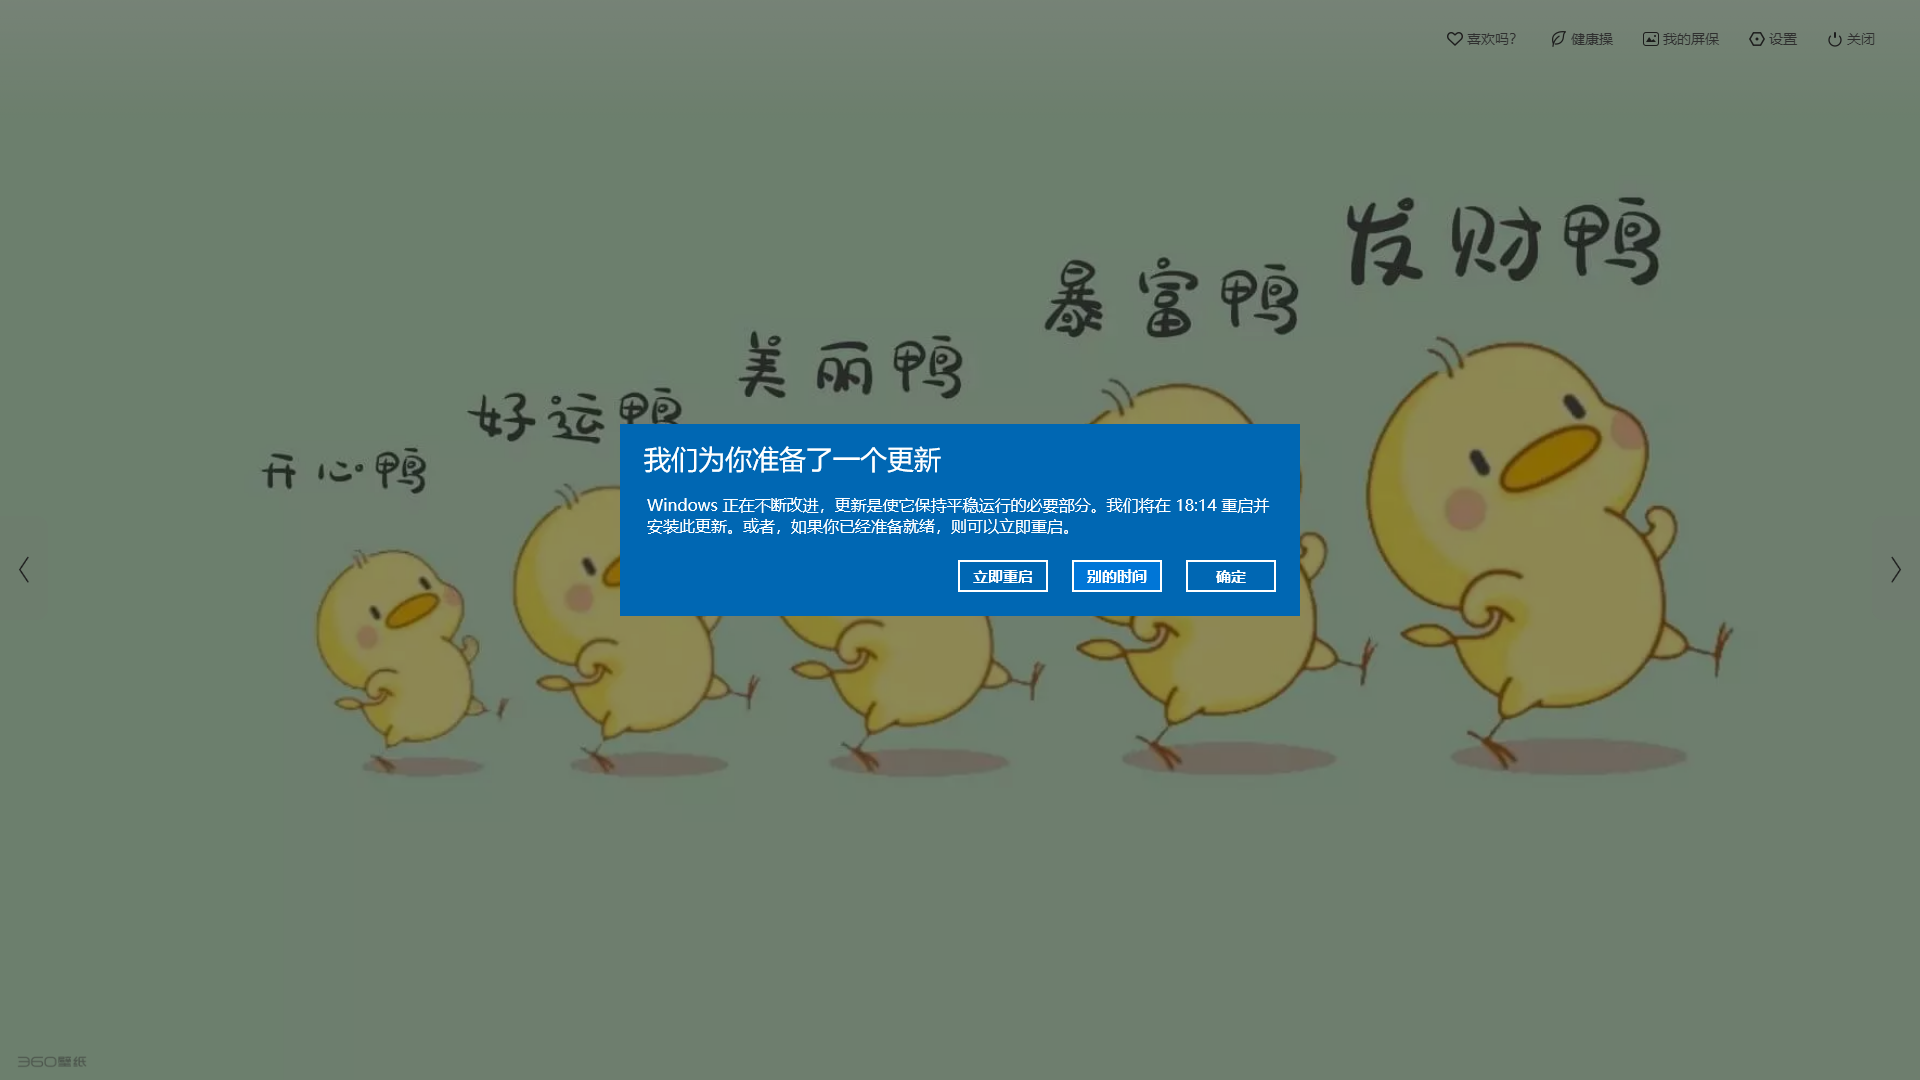 喜欢吗?
健康操
我的屏保
设置
关闭
发财鸭
暴富鸭
美丽鸭
好运鸭
开心鸭
我们为你准备了一个更新
Windows 正在不断改进，更新是使它保持平稳运行的必要部分。我们将在 18:14 重启并
安装此更新。或者，如果你已经准备就绪，则可以立即重启。
立即重启
别的时间
确定
360壁纸